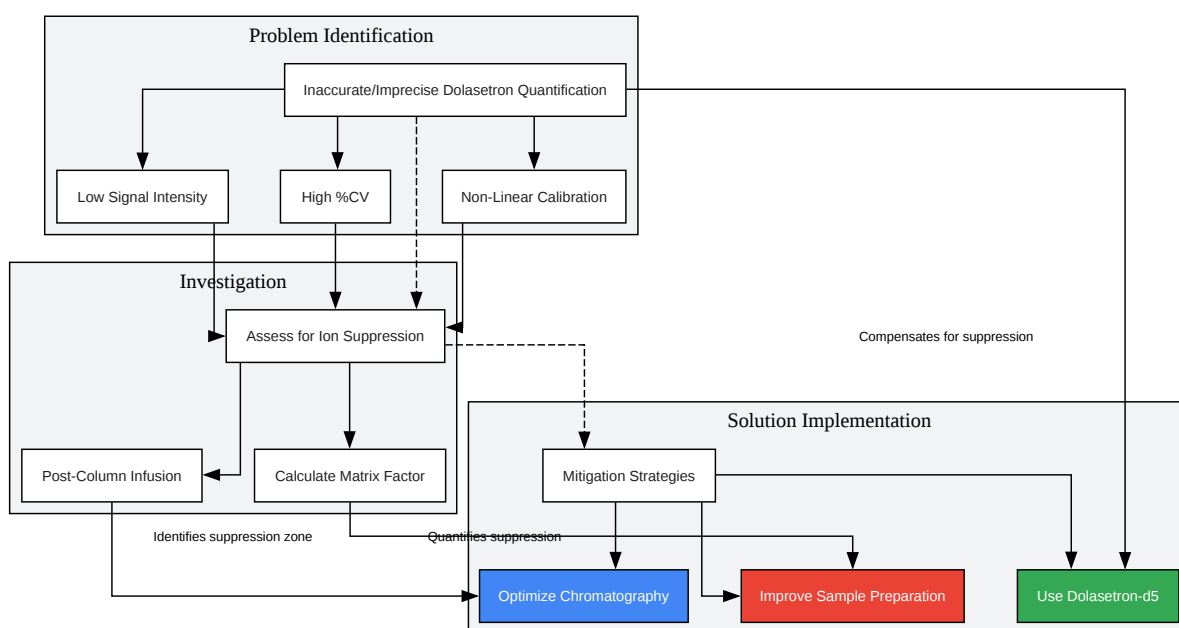 Problem Identification
Inaccurate/Imprecise Dolasetron Quantification
Low Signal Intensity
High %CV
Non-Linear Calibration
Investigation
Assess for Ion Suppression
Compensates for suppression
Solution Implementation
Post-Column Infusion
Calculate Matrix Factor
Mitigation Strategies
Identifies suppression zone
Quantifies suppression
Optimize Chromatography
Improve Sample Preparation
Use Dolasetron-d5